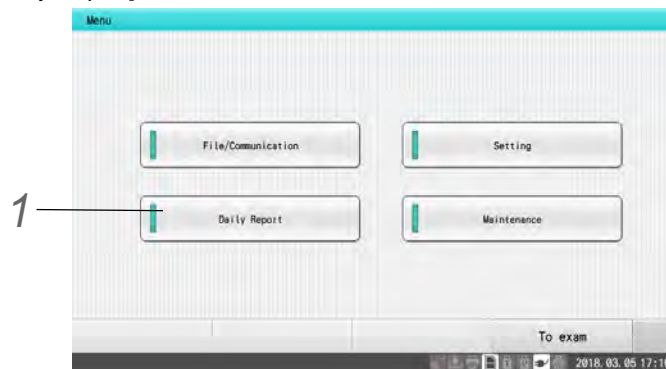 Menu
File/Communication
Setting
1
Daily Report
Maintenance
To exam
2018.03.05 17:1